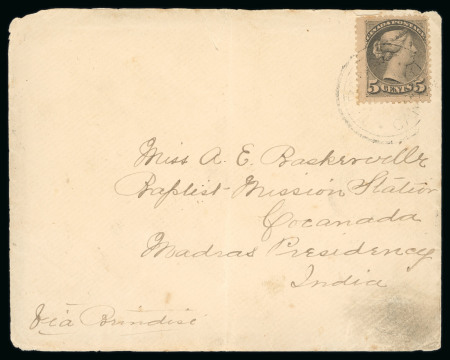 CANADA POSTAGE
5 CENTS 5
Miss A. E. Baskerville
Baptist Mission Station
Cocanada
Madras Presidency
India
Via Brindisi